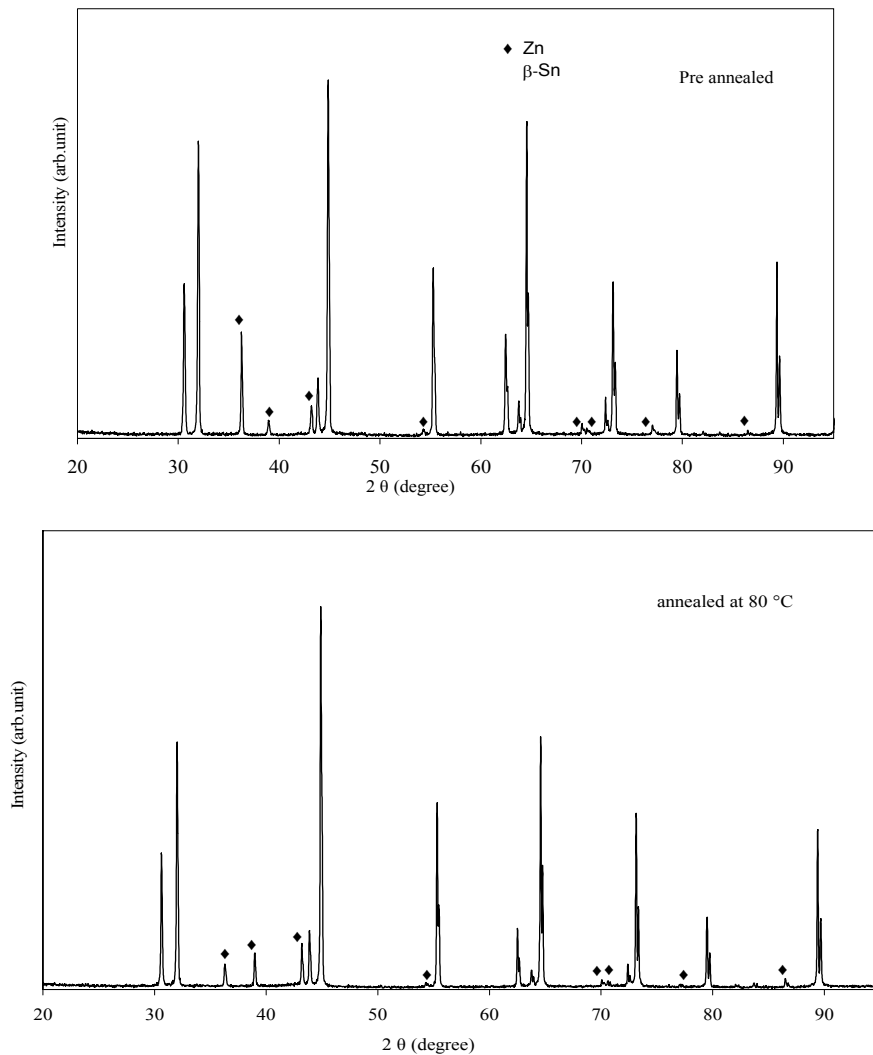 ♦ Zn
β-Sn
Pre annealed
Intensity (arb.unit)
20 30 40 50 60 70 80 90
2 θ (degree)
annealed at 80 °C
Intensity (arb.unit)
20 30 40 50 60 70 80 90
2 θ (degree)